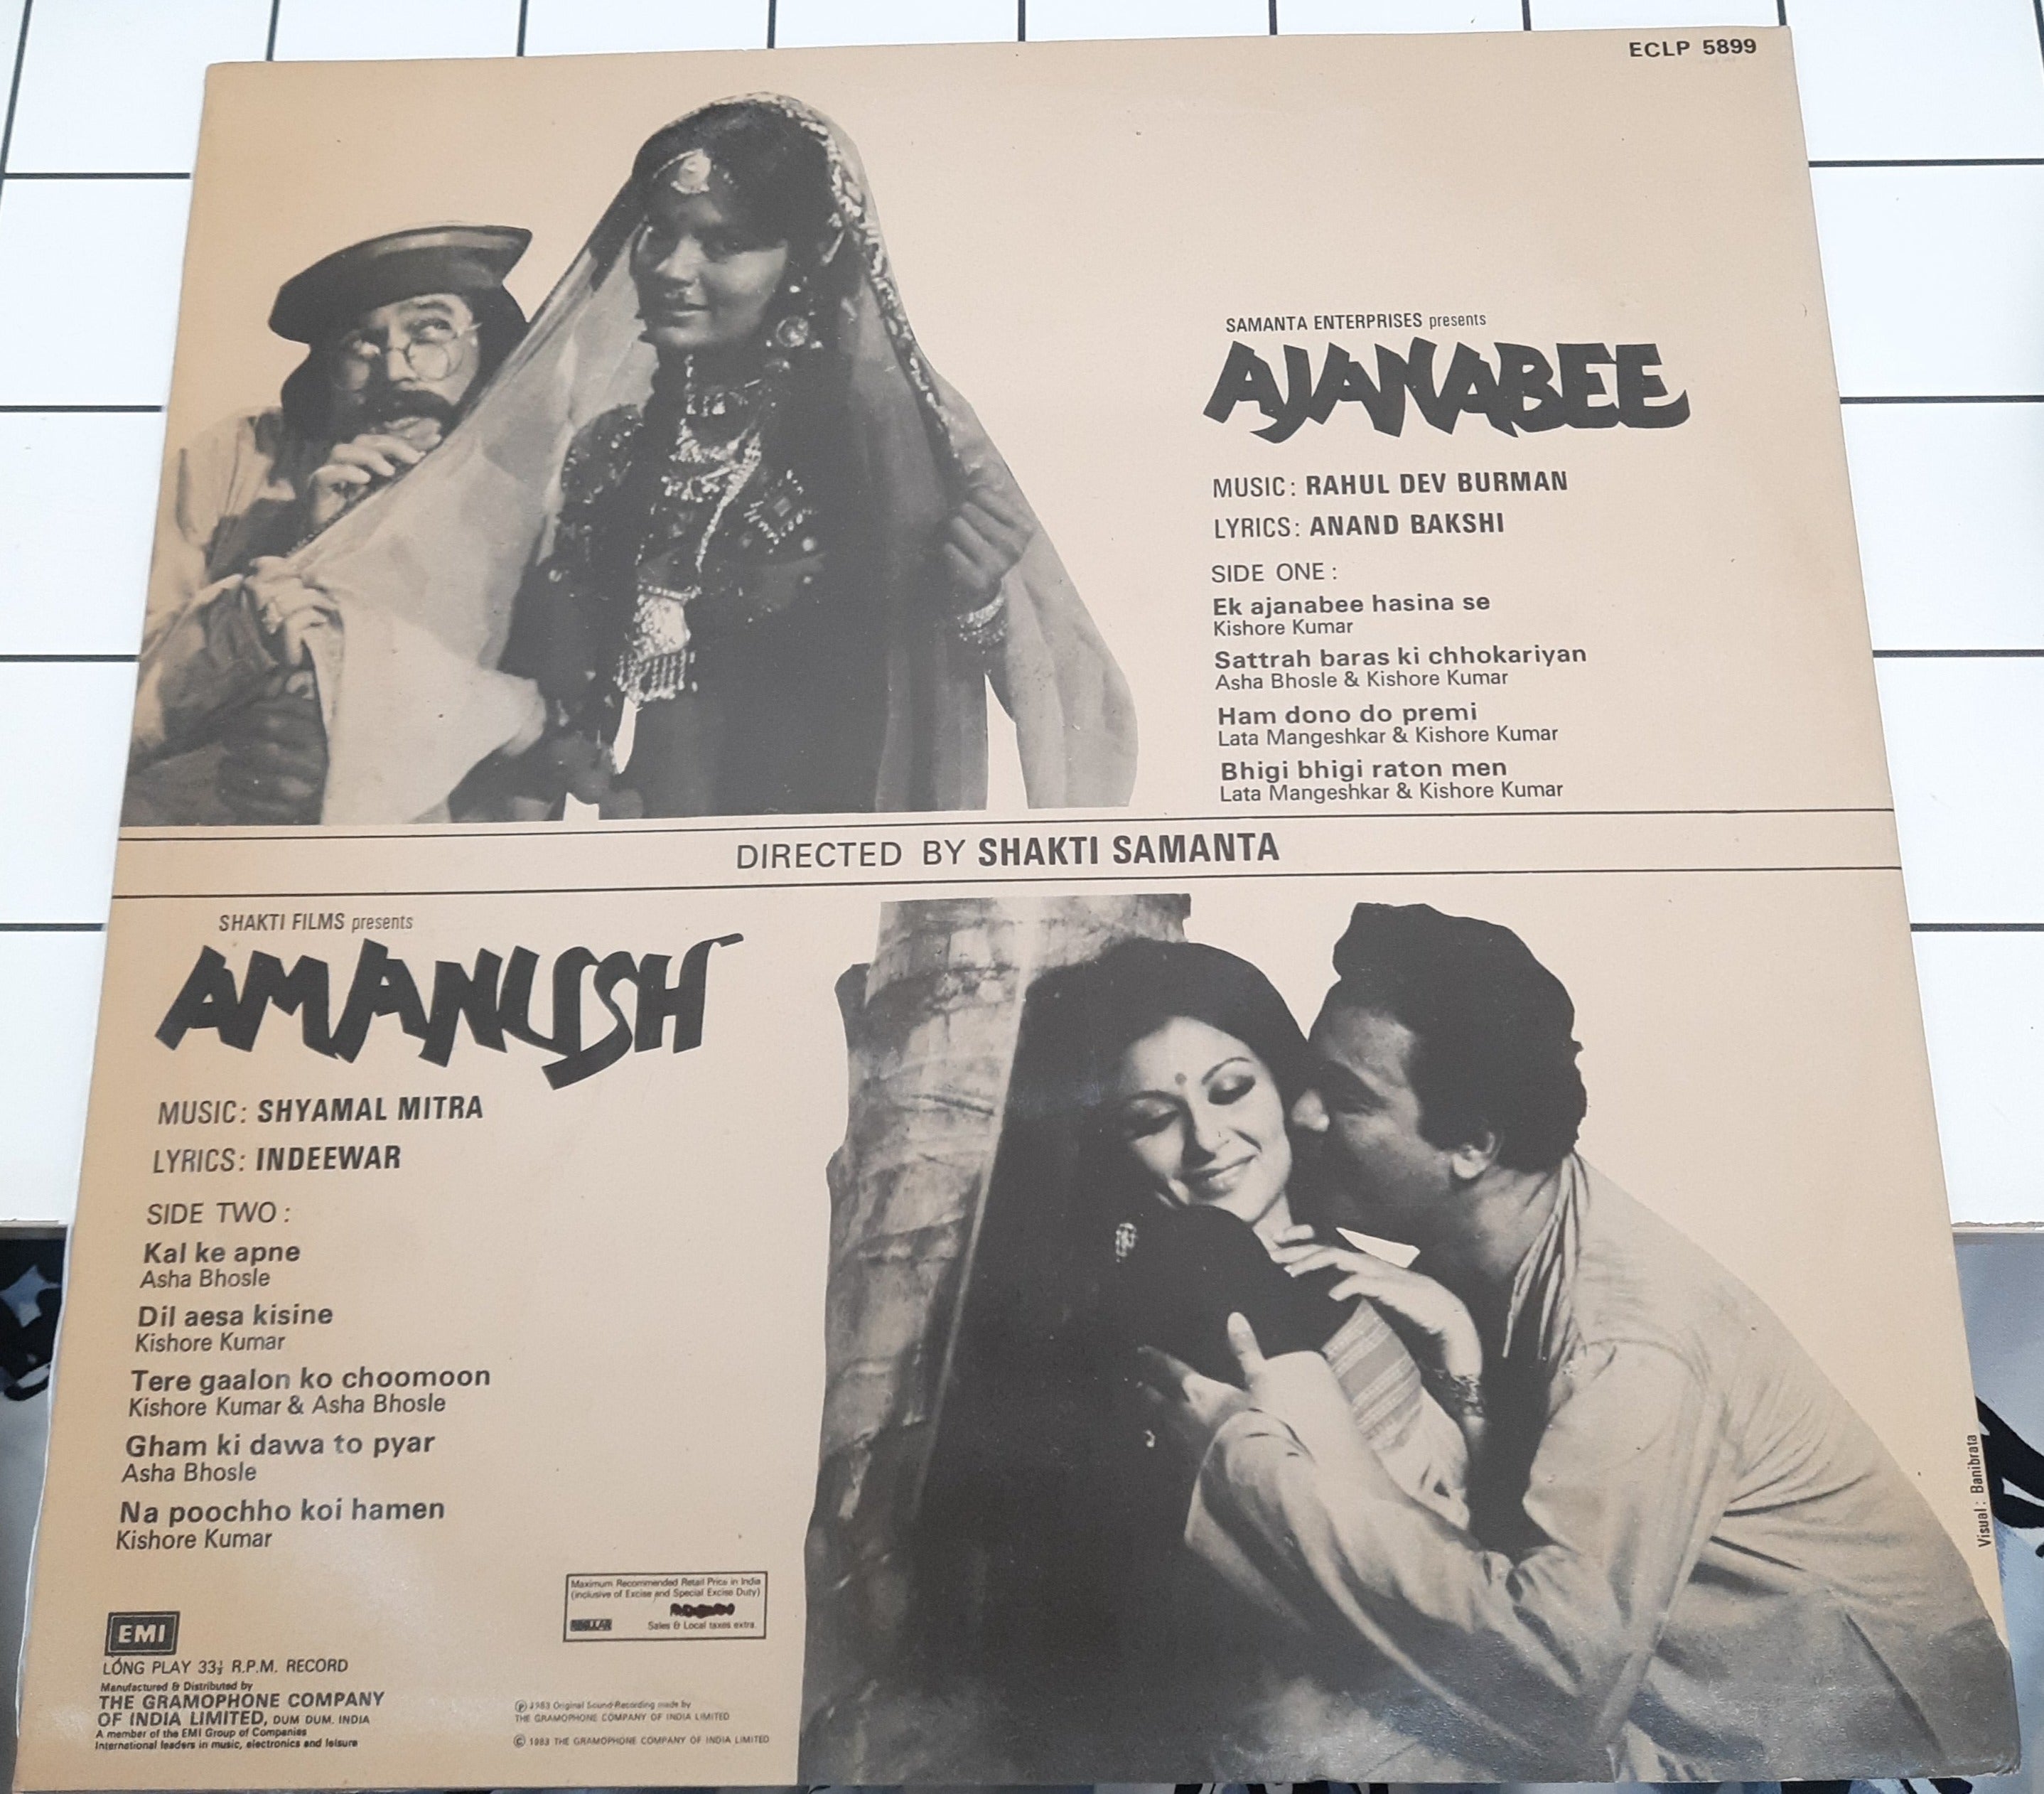 ECLP 5899
SAMANTA ENTERPRISES presents
AJANABEE
MUSIC: RAHUL DEV BURMAN
LYRICS: ANAND BAKSHI
SIDE ONE:
Ek ajanabee hasina se
Kishore Kumar
Sattrah baras ki chhokariyan
Asha Bhosle & Kishore Kumar
Ham dono do premi
Lata Mangeshkar & Kishore Kumar
Bhigi bhigi raton men
Lata Mangeshkar & Kishore Kumar
DIRECTED BY SHAKTI SAMANTA
SHAKTI FILMS presents
AMANUSH
MUSIC: SHYAMAL MITRA
LYRICS: INDEEWAR
SIDE TWO:
Kal ke apne
Asha Bhosle
Dil aesa kisine
Kishore Kumar
Tere gaalon ko choomoon
Kishore Kumar & Asha Bhosle
Gham ki dawa to pyar
Asha Bhosle
Na poochho koi hamen
Kishore Kumar
EMI
LONG PLAY 33⅓ R.P.M. RECORD
Manufactured & Distributed by
THE GRAMOPHONE COMPANY
OF INDIA LIMITED, DUM DUM. INDIA
A member of the EMI Group of Companies
International leaders in music, electronics and leisure
Maximum Recommended Retail Price in India
(inclusive of Excise and Special Excise Duty)
Sales & Local taxes extra.
℗ 1983 Original Sound Recording made by
THE GRAMOPHONE COMPANY OF INDIA LIMITED
© 1983 THE GRAMOPHONE COMPANY OF INDIA LIMITED
Visual: Banibrata